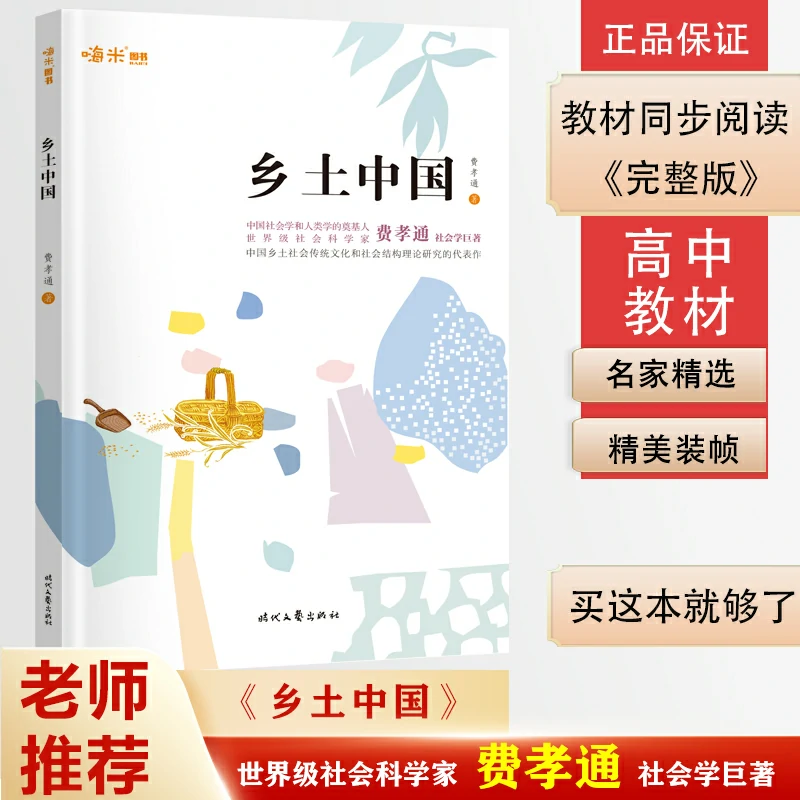 嗨米图书
HAIMI
乡土中国
费孝通 著
嗨米图书
乡土中国
费孝通 著
中国社会学和人类学的奠基人
世界级社会科学家 费孝通 社会学巨著
中国乡土社会传统文化和社会结构理论研究的代表作
时代文艺出版社
时代文艺出版社
正品保证
教材同步阅读
《完整版》
高中
教材
名家精选
精美装帧
买这本就够了
老师
推荐
《乡土中国》
世界级社会科学家 费孝通 社会学巨著